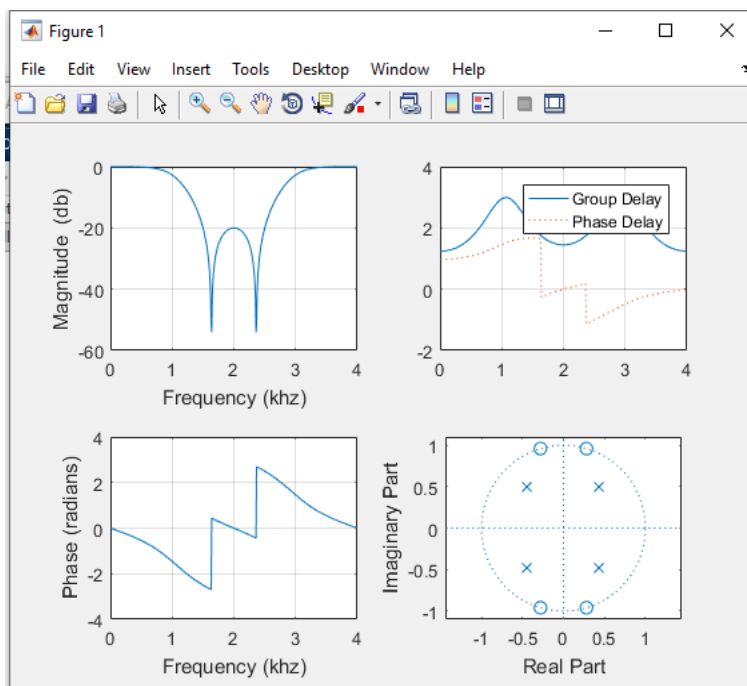 Figure 1
File Edit View Insert Tools Desktop Window Help
0
-20
-40
-60
Magnitude (db)
0 1 2 3 4
Frequency (khz)
4
2
0
-2
Group Delay
Phase Delay
0 1 2 3 4
4
2
0
-2
-4
Phase (radians)
0 1 2 3 4
Frequency (khz)
1
0.5
0
-0.5
-1
Imaginary Part
-1 -0.5 0 0.5 1
Real Part